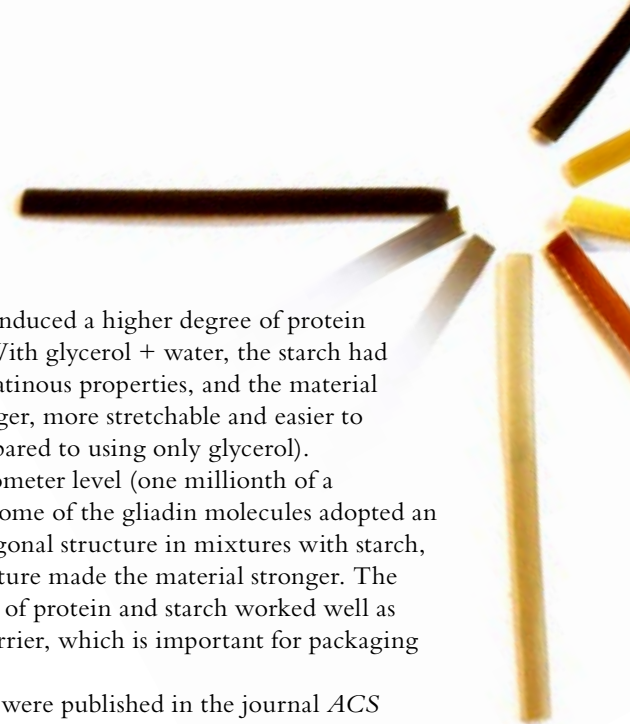 nduced a higher degree of protein
With glycerol + water, the starch had
atinous properties, and the material
ger, more stretchable and easier to
pared to using only glycerol).
ometer level (one millionth of a
ome of the gliadin molecules adopted an
gonal structure in mixtures with starch,
ture made the material stronger. The
of protein and starch worked well as
rrier, which is important for packaging
were published in the journal ACS